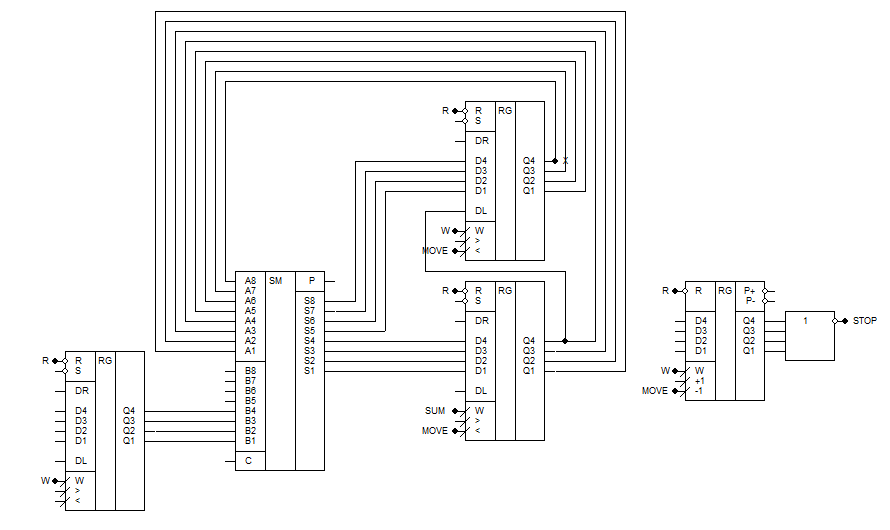 R R RG
S
DR
D4 Q4 X
D3 Q3
D2 Q2
D1 Q1
DL
W W
>
MOVE <
A8 SM P
A7
A6 S8
A5 S7
A4 S6
A3 S5
A2 S4
A1 S3
S2
B8 S1
B7
B6
B5
B4
B3
B2
B1
C
R R RG
S
DR
D4 Q4
D3 Q3
D2 Q2
D1 Q1
DL
SUM W
>
MOVE <
R R RG P+
P-
D4 Q4 1 STOP
D3 Q3
D2 Q2
D1 Q1
W W
+1
MOVE -1
R R RG
S
DR
D4 Q4
D3 Q3
D2 Q2
D1 Q1
DL
W W
>
<